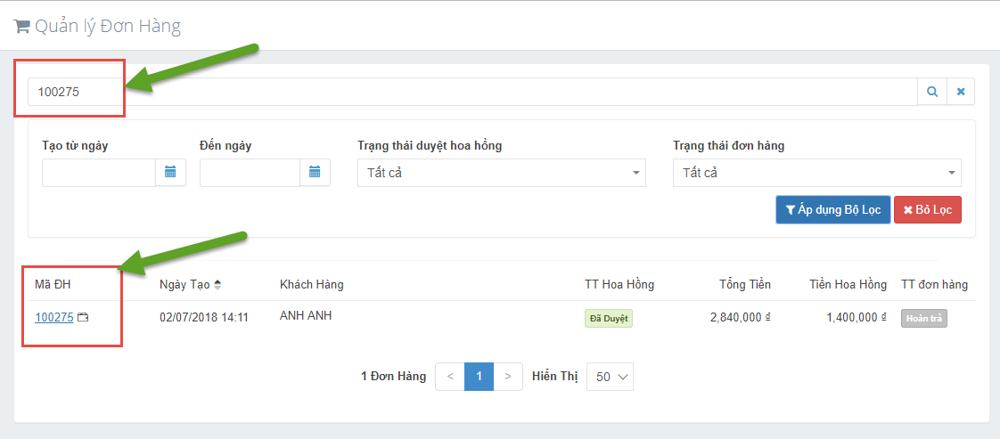 Quản lý Đơn Hàng
100275
Tạo từ ngày Đến ngày Trạng thái duyệt hoa hồng Trạng thái đơn hàng
Tất cả Tất cả
Áp dụng Bộ Lọc Bỏ Lọc
Mã ĐH Ngày Tạo Khách Hàng TT Hoa Hồng Tổng Tiền Tiền Hoa Hồng TT đơn hàng
100275 02/07/2018 14:11 ANH ANH Đã Duyệt 2,840,000 ₫ 1,400,000 ₫ Hoàn trả
1 Đơn Hàng < 1 > Hiển Thị 50